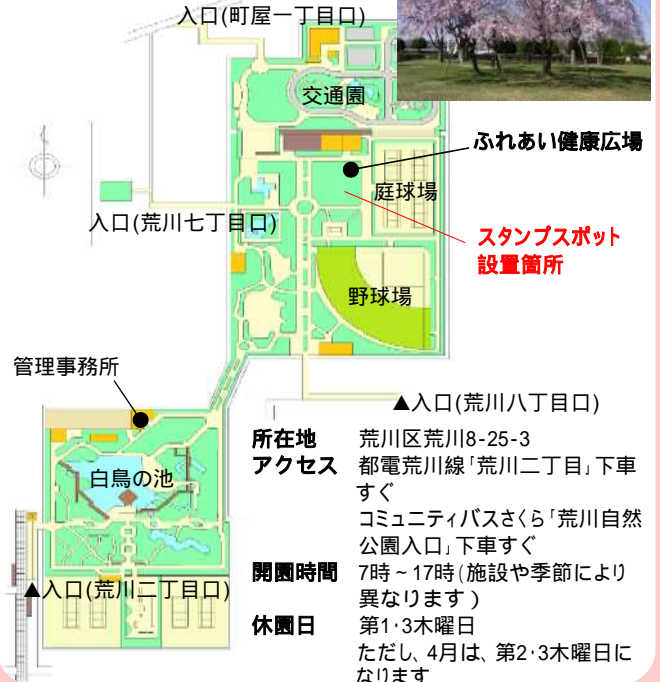 入口(町屋一丁目口)
交通園
ふれあい健康広場
庭球場
入口(荒川七丁目口)
スタンプスポット
設置箇所
野球場
管理事務所
▲入口(荒川八丁目口)
白鳥の池
▲入口(荒川二丁目口)
所在地 荒川区荒川8-25-3
アクセス 都電荒川線｢荒川二丁目｣下車
すぐ
コミュニティバスさくら｢荒川自然
公園入口｣下車すぐ
開園時間 7時～17時(施設や季節により
異なります)
休園日 第1･3木曜日
ただし、4月は、第2･3木曜日に
なります